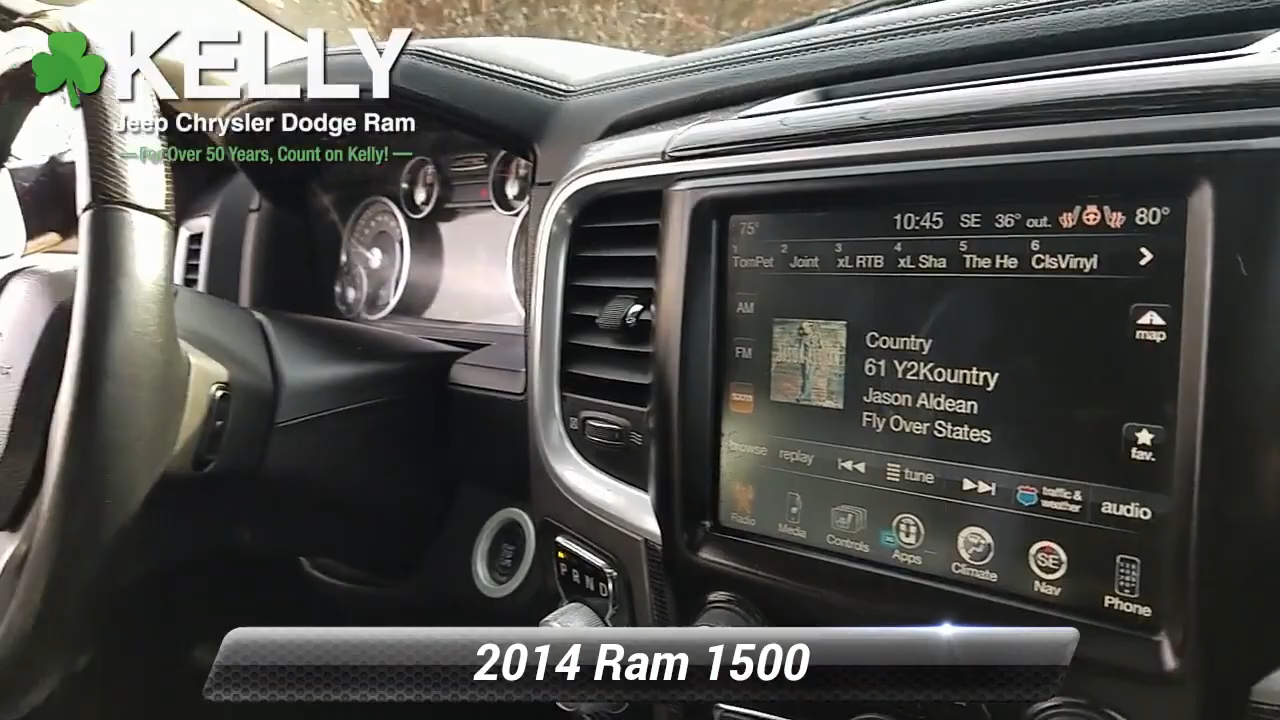 KELLY
Jeep Chrysler Dodge Ram
For Over 50 Years, Count on Kelly!
75° 10:45 SE 36° out. 80°
1 2 3 4 5 6
TomPet Joint xL RTB xL Sha The He ClsVinyl
AM
map
Country
FM
61 Y2Kountry
Jason Aldean
sxm
Fly Over States
fav.
browse replay tune traffic & weather audio
Radio Media Controls Apps Climate Nav Phone
SE
P R N D
2014 Ram 1500